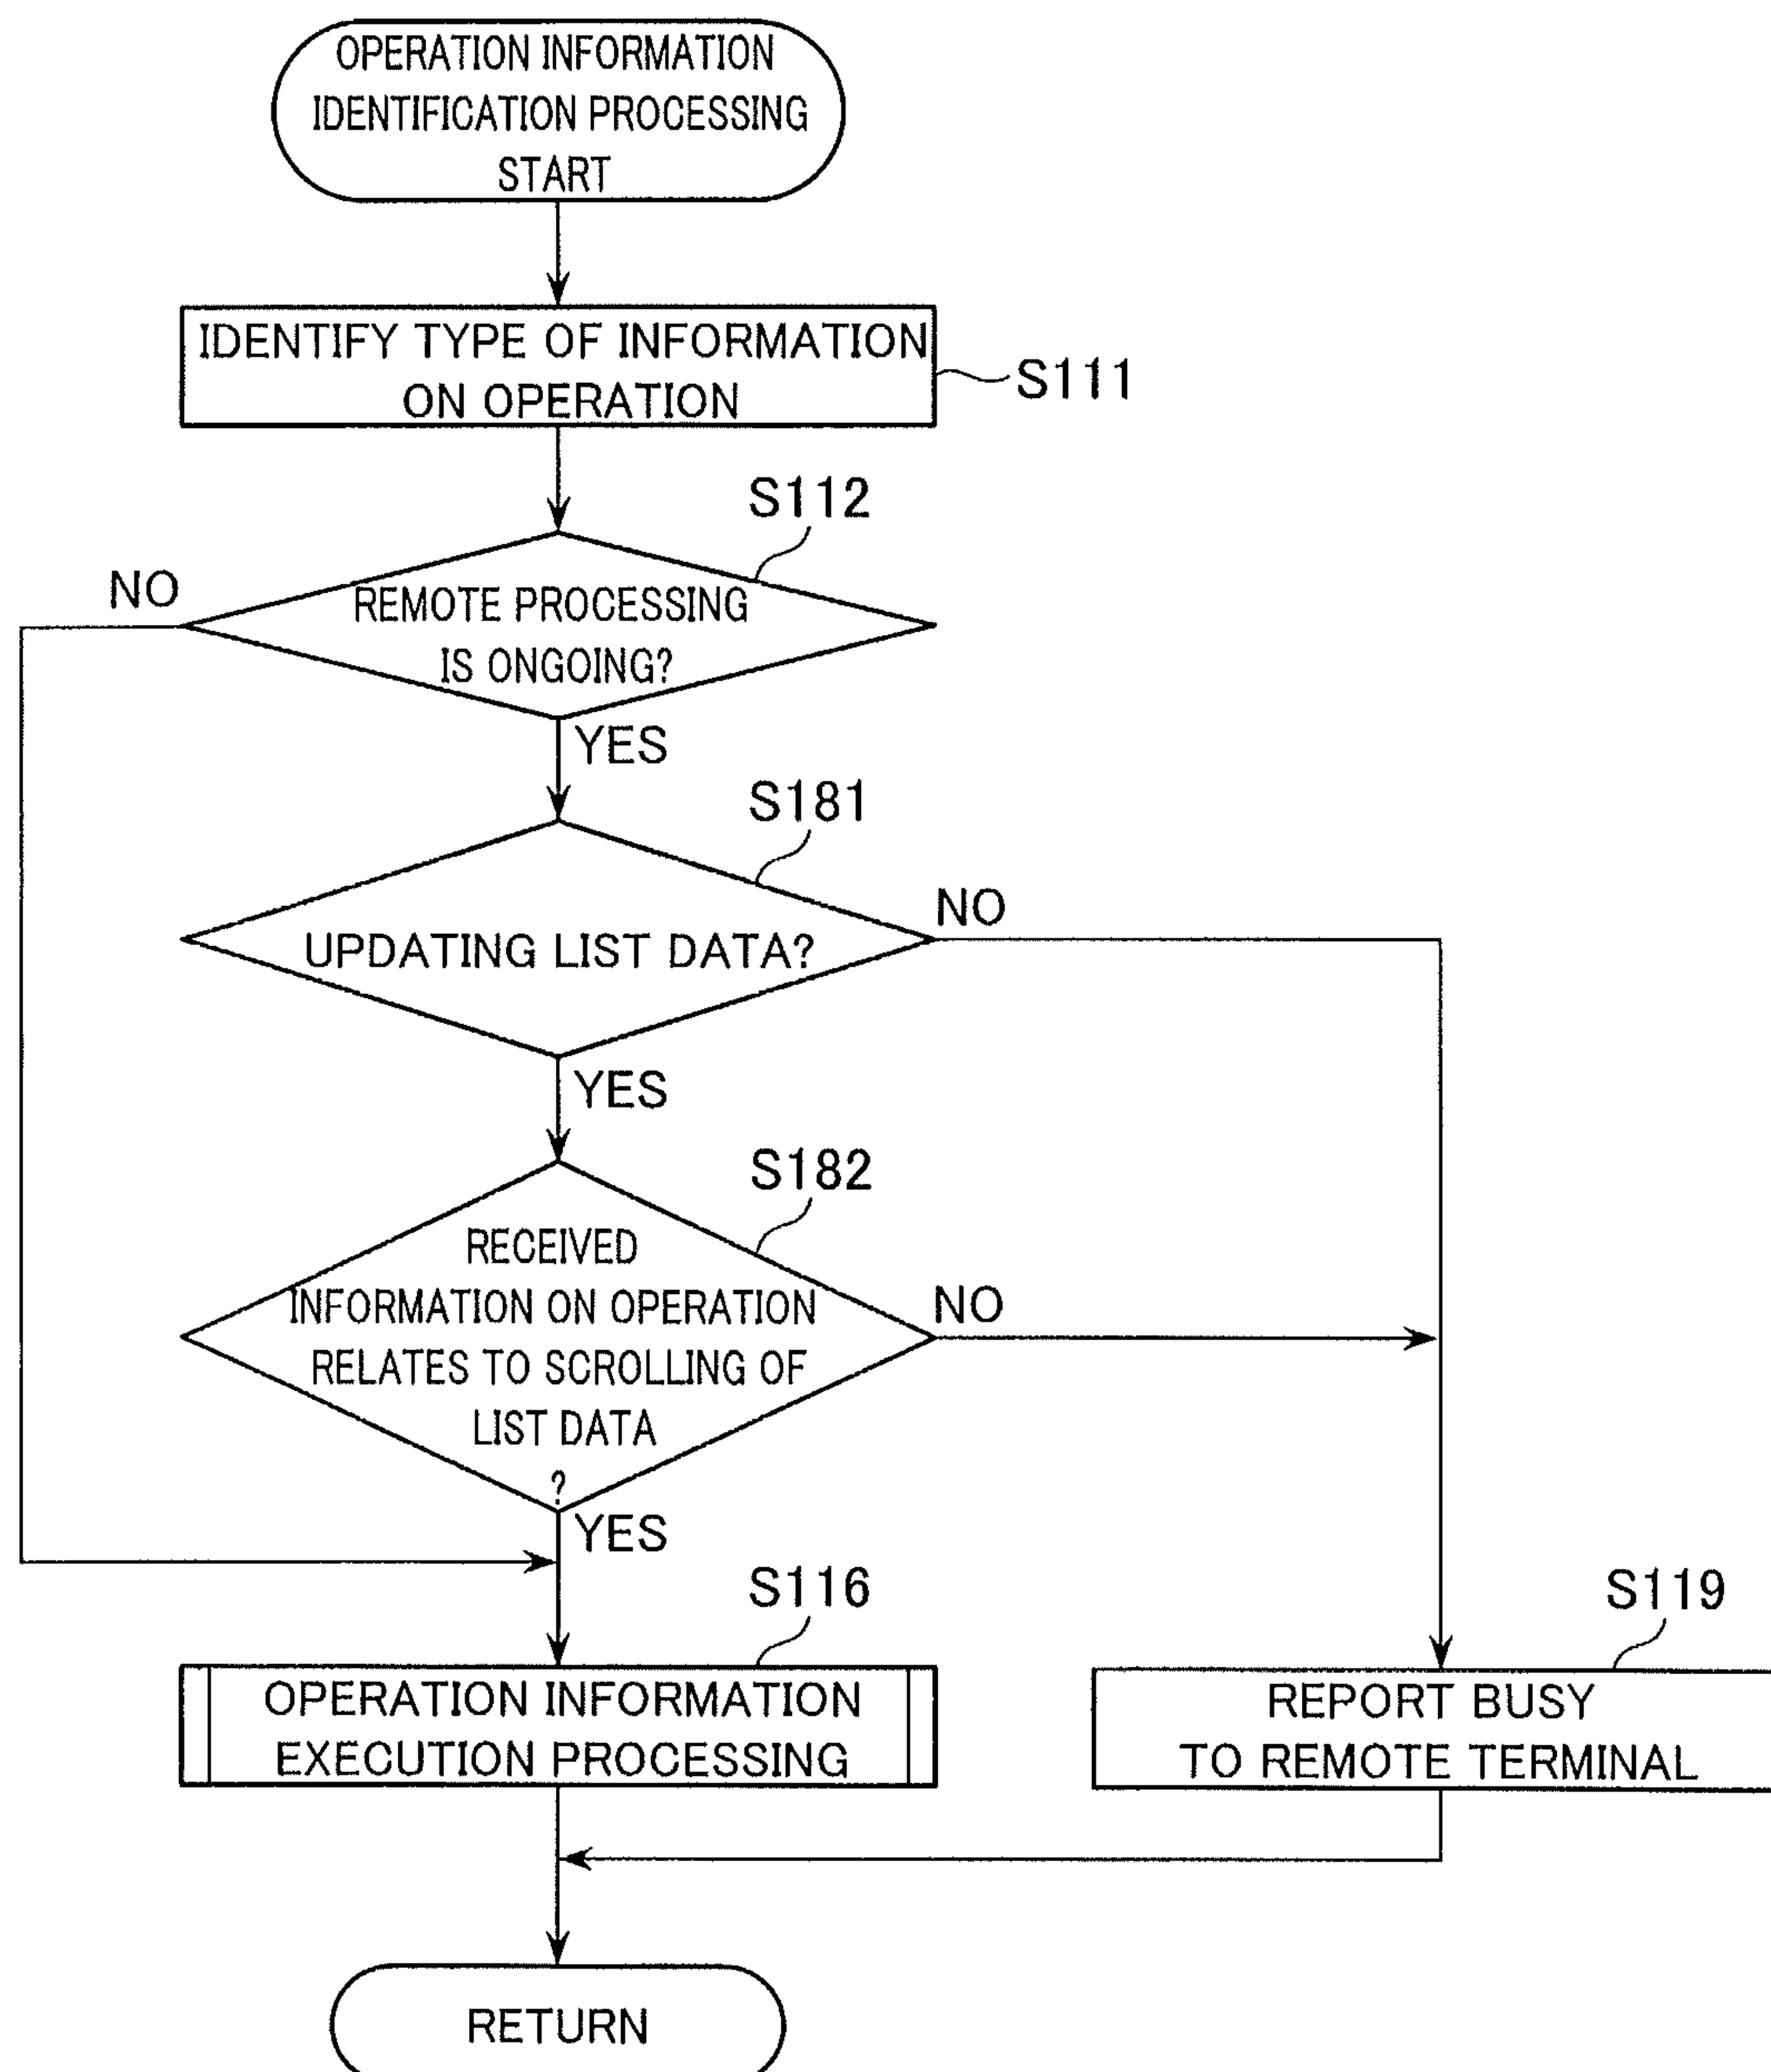 OPERATION INFORMATION
IDENTIFICATION PROCESSING
START
IDENTIFY TYPE OF INFORMATION
ON OPERATION
S111
S112
NO
REMOTE PROCESSING
IS ONGOING?
YES
S181
NO
UPDATING LIST DATA?
YES
S182
RECEIVED
INFORMATION ON OPERATION
RELATES TO SCROLLING OF
LIST DATA
?
NO
YES
S116
S119
OPERATION INFORMATION
EXECUTION PROCESSING
REPORT BUSY
TO REMOTE TERMINAL
RETURN